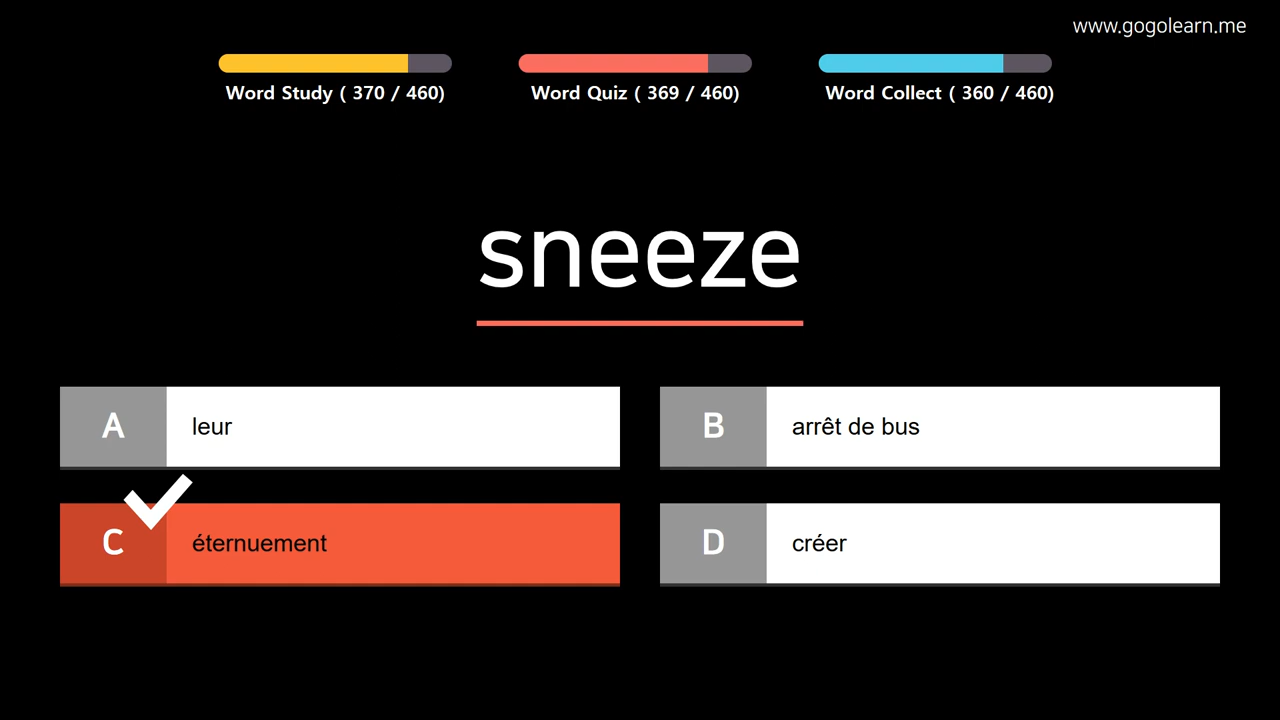 www.gogolearn.me
Word Study ( 370 / 460)
Word Quiz ( 369 / 460)
Word Collect ( 360 / 460)
sneeze
A
leur
B
arrêt de bus
C
éternuement
D
créer